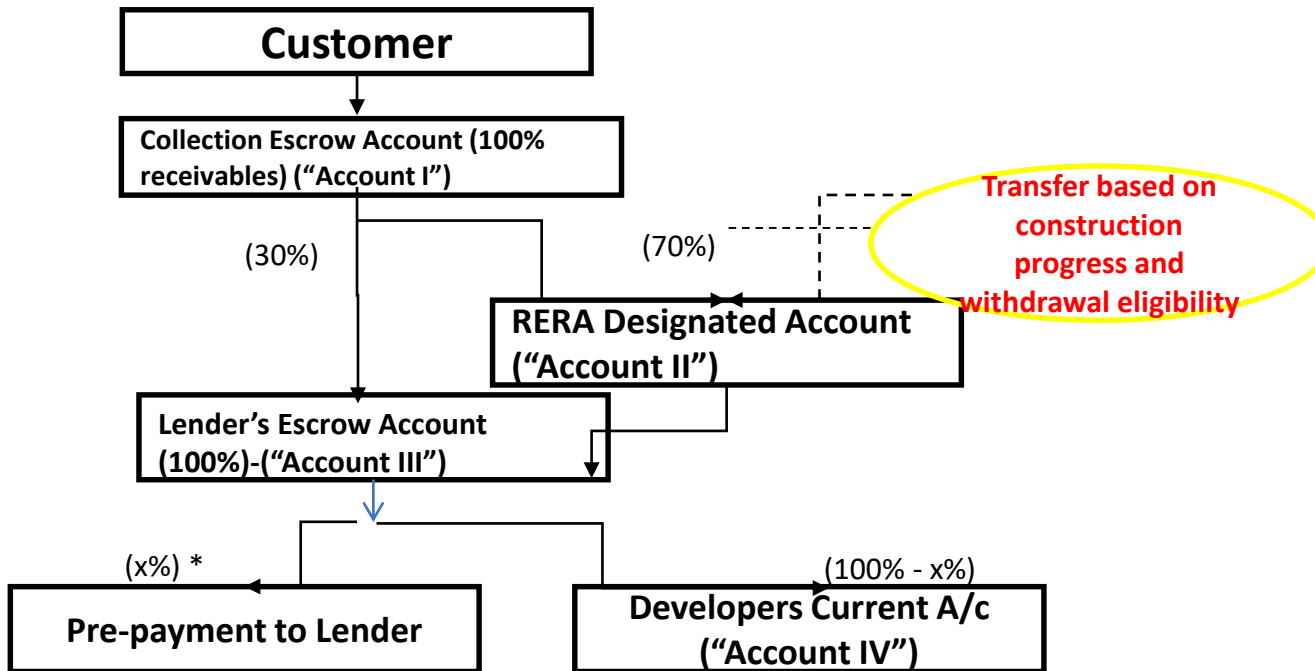 Customer
Collection Escrow Account (100%
receivables) (“Account I”)
Transfer based on
construction
progress and
withdrawal eligibility
(30%)
(70%)
RERA Designated Account
(“Account II”)
Lender’s Escrow Account
(100%)-(“Account III”)
(x%) *
(100% - x%)
Pre-payment to Lender
Developers Current A/c
(“Account IV”)